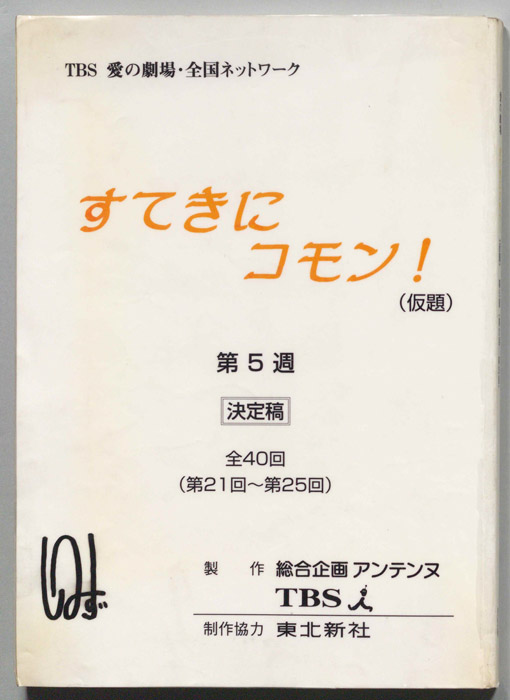 TBS 愛の劇場・全国ネットワーク
すてきに
コモン!
(仮題)
第5週
決定稿
全40回
(第21回〜第25回)
製作 総合企画 アンテンヌ
TBS i
制作協力 東北新社